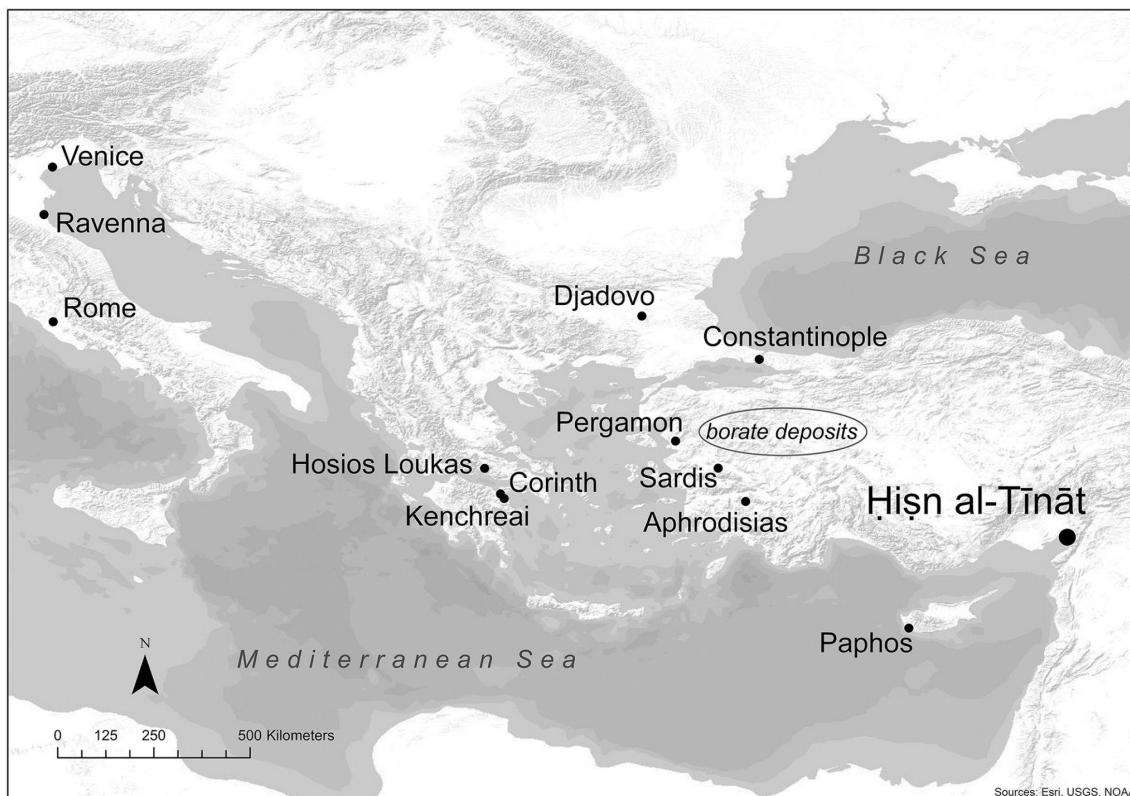 Venice
Ravenna
Rome
Black Sea
Djadovo
Constantinople
Pergamon
borate deposits
Hosios Loukas
Corinth
Sardis
Kenchreai
Aphrodisias
Ḥiṣn al-Tīnāt
Paphos
Mediterranean Sea
N
0 125 250 500 Kilometers
Sources: Esri, USGS, NOAA